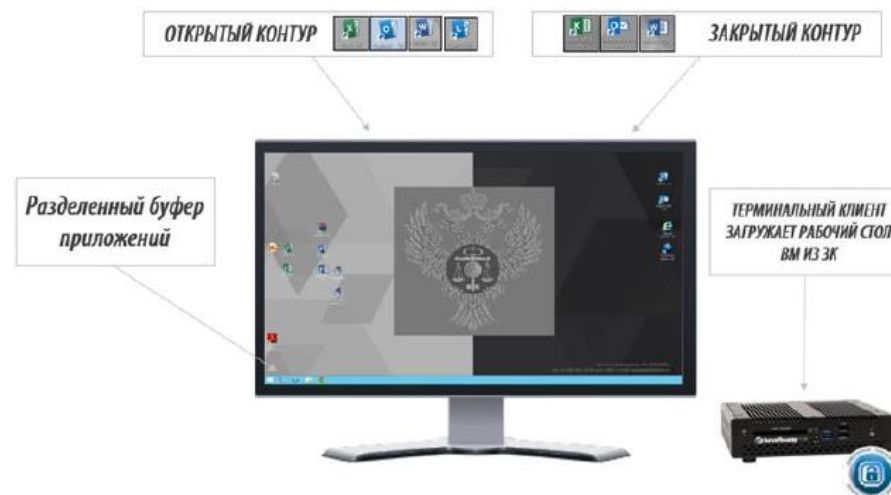 ОТКРЫТЫЙ КОНТУР
ЗАКРЫТЫЙ КОНТУР
Разделенный буфер
приложений
ТЕРМИНАЛЬНЫЙ КЛИЕНТ
ЗАГРУЖАЕТ РАБОЧИЙ СТОЛ
ВМ ИЗ ЗК